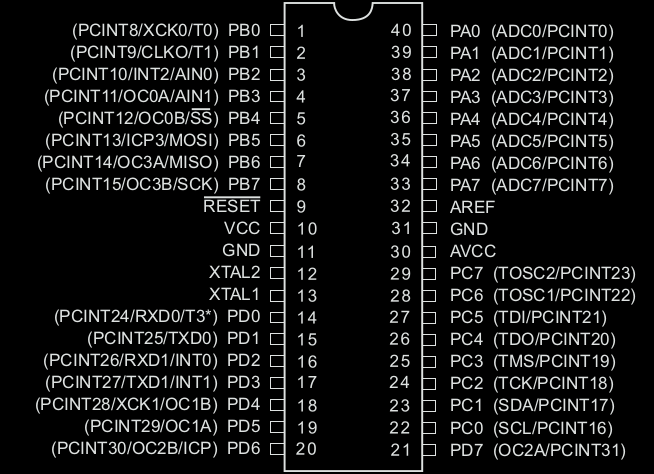 (PCINT8/XCK0/T0) PB0 1 40 PA0 (ADC0/PCINT0)
(PCINT9/CLKO/T1) PB1 2 39 PA1 (ADC1/PCINT1)
(PCINT10/INT2/AIN0) PB2 3 38 PA2 (ADC2/PCINT2)
(PCINT11/OC0A/AIN1) PB3 4 37 PA3 (ADC3/PCINT3)
(PCINT12/OC0B/SS) PB4 5 36 PA4 (ADC4/PCINT4)
(PCINT13/ICP3/MOSI) PB5 6 35 PA5 (ADC5/PCINT5)
(PCINT14/OC3A/MISO) PB6 7 34 PA6 (ADC6/PCINT6)
(PCINT15/OC3B/SCK) PB7 8 33 PA7 (ADC7/PCINT7)
RESET 9 32 AREF
VCC 10 31 GND
GND 11 30 AVCC
XTAL2 12 29 PC7 (TOSC2/PCINT23)
XTAL1 13 28 PC6 (TOSC1/PCINT22)
(PCINT24/RXD0/T3*) PD0 14 27 PC5 (TDI/PCINT21)
(PCINT25/TXD0) PD1 15 26 PC4 (TDO/PCINT20)
(PCINT26/RXD1/INT0) PD2 16 25 PC3 (TMS/PCINT19)
(PCINT27/TXD1/INT1) PD3 17 24 PC2 (TCK/PCINT18)
(PCINT28/XCK1/OC1B) PD4 18 23 PC1 (SDA/PCINT17)
(PCINT29/OC1A) PD5 19 22 PC0 (SCL/PCINT16)
(PCINT30/OC2B/ICP) PD6 20 21 PD7 (OC2A/PCINT31)